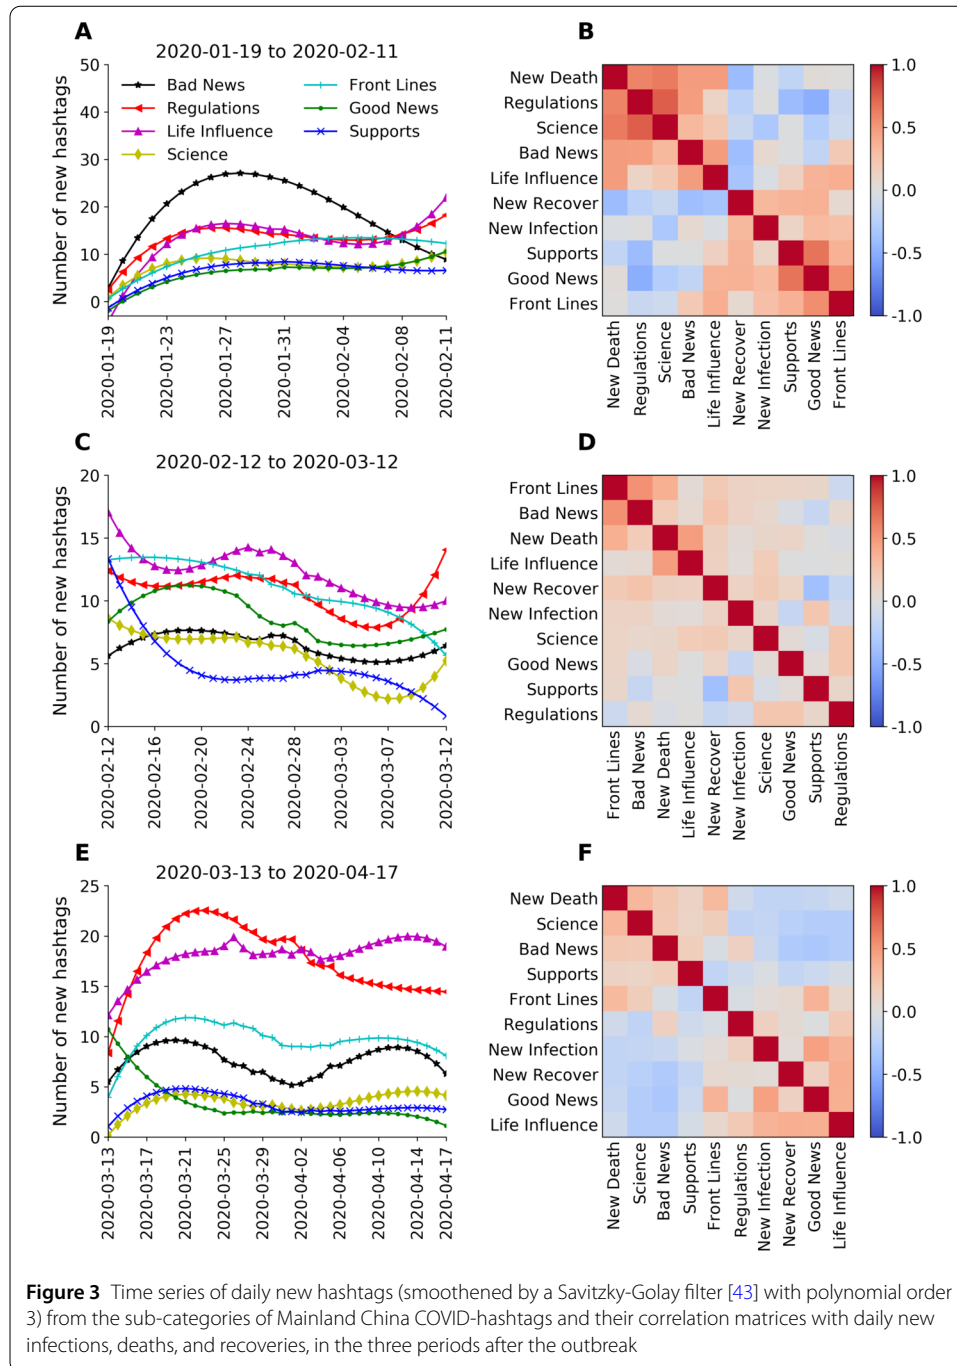 A
2020-01-19 to 2020-02-11
Number of new hashtags
50
40
30
20
10
0
Bad News
Regulations
Life Influence
Science
Front Lines
Good News
Supports
2020-01-19
2020-01-23
2020-01-27
2020-01-31
2020-02-04
2020-02-08
2020-02-11
B
New Death
Regulations
Science
Bad News
Life Influence
New Recover
New Infection
Supports
Good News
Front Lines
New Death
Regulations
Science
Bad News
Life Influence
New Recover
New Infection
Supports
Good News
Front Lines
1.0
0.5
0.0
-0.5
-1.0
C
2020-02-12 to 2020-03-12
Number of new hashtags
20
15
10
5
0
2020-02-12
2020-02-16
2020-02-20
2020-02-24
2020-02-28
2020-03-03
2020-03-07
2020-03-12
D
Front Lines
Bad News
New Death
Life Influence
New Recover
New Infection
Science
Good News
Supports
Regulations
Front Lines
Bad News
New Death
Life Influence
New Recover
New Infection
Science
Good News
Supports
Regulations
1.0
0.5
0.0
-0.5
-1.0
E
2020-03-13 to 2020-04-17
Number of new hashtags
25
20
15
10
5
0
2020-03-13
2020-03-17
2020-03-21
2020-03-25
2020-03-29
2020-04-02
2020-04-06
2020-04-10
2020-04-14
2020-04-17
F
New Death
Science
Bad News
Supports
Front Lines
Regulations
New Infection
New Recover
Good News
Life Influence
New Death
Science
Bad News
Supports
Front Lines
Regulations
New Infection
New Recover
Good News
Life Influence
1.0
0.5
0.0
-0.5
-1.0
Figure 3 Time series of daily new hashtags (smoothened by a Savitzky-Golay filter [43] with polynomial order
3) from the sub-categories of Mainland China COVID-hashtags and their correlation matrices with daily new
infections, deaths, and recoveries, in the three periods after the outbreak